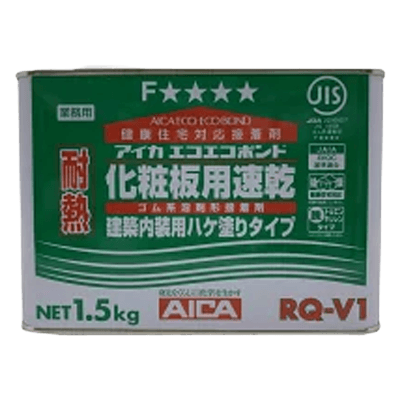 F★★★★
JIS
業務用
AICA ECO-ECO-BOND
健康住宅対応接着剤
アイカ エコエコボンド
耐熱
化粧板用速乾
ゴム系溶剤形接着剤
建築内装用ハケ塗りタイプ
NET 1.5kg
AICA
RQ-V1